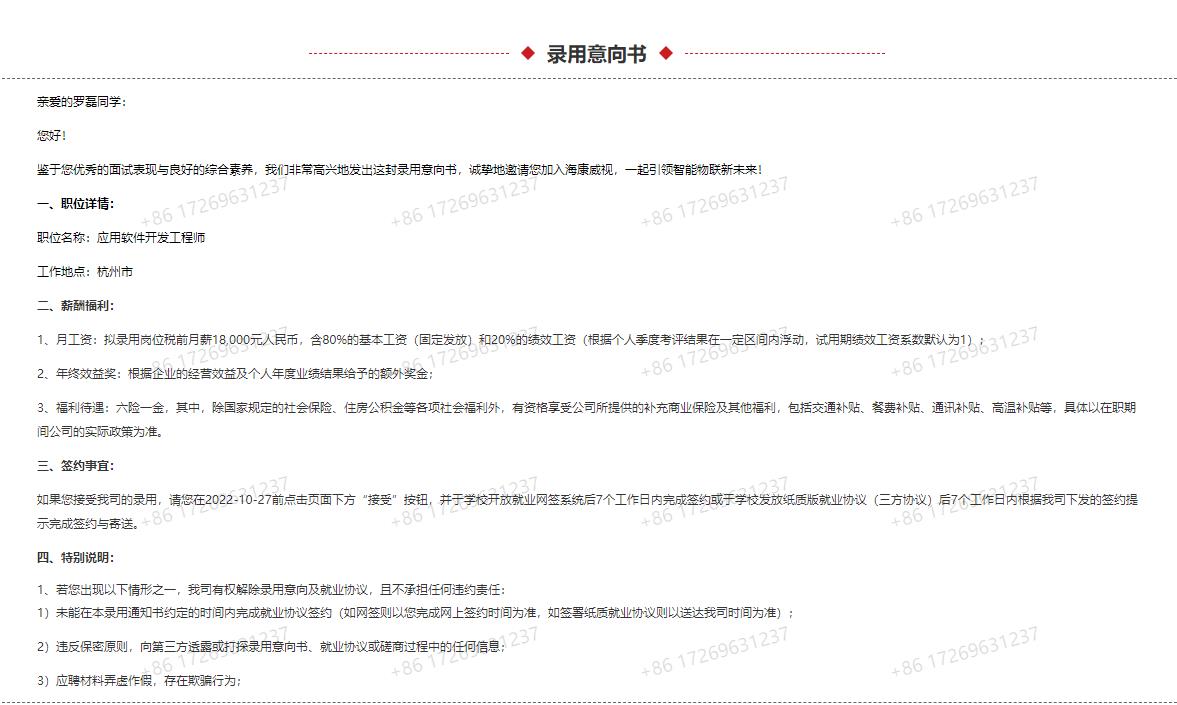 录用意向书
亲爱的罗磊同学：
您好！
鉴于您优秀的面试表现与良好的综合素养，我们非常高兴地发出这封录用意向书，诚挚地邀请您加入海康威视，一起引领智能物联新未来！
+86 17269631237 +86 17269631237 +86 17269631237 +86 17269631237
一、职位详情：
职位名称：应用软件开发工程师
工作地点：杭州市
二、薪酬福利：
1、月工资：拟录用岗位税前月薪18,000元人民币，含80%的基本工资（固定发放）和20%的绩效工资（根据个人季度考评结果在一定区间内浮动，试用期绩效工资系数默认为1）；
+86 17269631237 +86 17269631237 +86 17269631237 +86 17269631237
2、年终效益奖：根据企业的经营效益及个人年度业绩结果给予的额外奖金；
3、福利待遇：六险一金，其中，除国家规定的社会保险、住房公积金等各项社会福利外，有资格享受公司所提供的补充商业保险及其他福利，包括交通补贴、餐费补贴、通讯补贴、高温补贴等，具体以在职期
间公司的实际政策为准。
三、签约事宜：
如果您接受我司的录用，请您在2022-10-27前点击页面下方“接受”按钮，并于学校开放就业网签系统后7个工作日内完成签约或于学校发放纸质版就业协议（三方协议）后7个工作日内根据我司下发的签约提
+86 17269631237 +86 17269631237 +86 17269631237 +86 17269631237
示完成签约与寄送。
四、特别说明：
1、若您出现以下情形之一，我司有权解除录用意向及就业协议，且不承担任何违约责任：
1）未能在本录用通知书约定的时间内完成就业协议签约（如网签则以您完成网上签约时间为准，如签署纸质就业协议则以送达我司时间为准）；
2）违反保密原则，向第三方透露或打探录用意向书、就业协议或磋商过程中的任何信息；
+86 17269631237 +86 17269631237 +86 17269631237 +86 17269631237
3）应聘材料弄虚作假，存在欺骗行为；